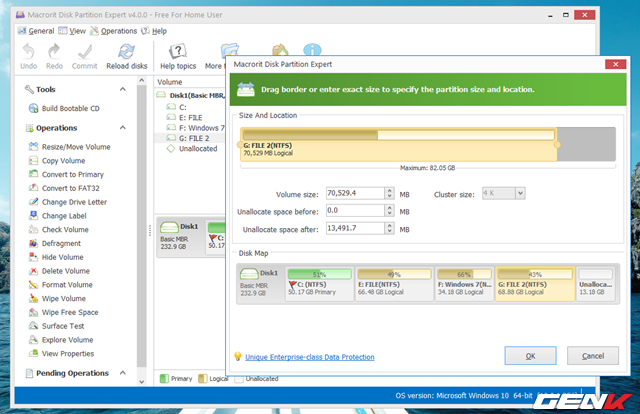 Macrorit Disk Partition Expert v4.0.0 - Free For Home User
General View Operations Help
Undo Redo Commit Reload disks Help topics More
Tools
Build Bootable CD
Operations
Resize/Move Volume
Copy Volume
Convert to Primary
Convert to FAT32
Change Drive Letter
Change Label
Check Volume
Defragment
Hide Volume
Delete Volume
Format Volume
Wipe Volume
Wipe Free Space
Surface Test
Explore Volume
View Properties
Pending Operations
Volume
Disk1(Basic MBR,
C:
E: FILE
F: Windows 7
G: FILE 2
Unallocated
Disk1
Basic MBR
232.9 GB
C:
50.17
Primary Logical Unallocated
OS version: Microsoft Windows 10 64-bit
Macrorit Disk Partition Expert
Drag border or enter exact size to specify the partition size and location.
Size And Location
G: FILE 2(NTFS)
70,529 MB Logical
Maximum: 82.05 GB
Volume size: 70,529.4 MB Cluster size: 4 K
Unallocate space before: 0.0 MB
Unallocate space after: 13,491.7 MB
Disk Map
Disk1
Basic MBR
232.9 GB
51%
C: (NTFS)
50.17 GB Primary
49%
E: FILE(NTFS)
66.48 GB Logical
66%
F: Windows 7(N...
34.18 GB Logical
43%
G: FILE 2(NTFS)
68.88 GB Logical
Unalloca...
13.18 GB
Unique Enterprise-class Data Protection
OK Cancel
GENK